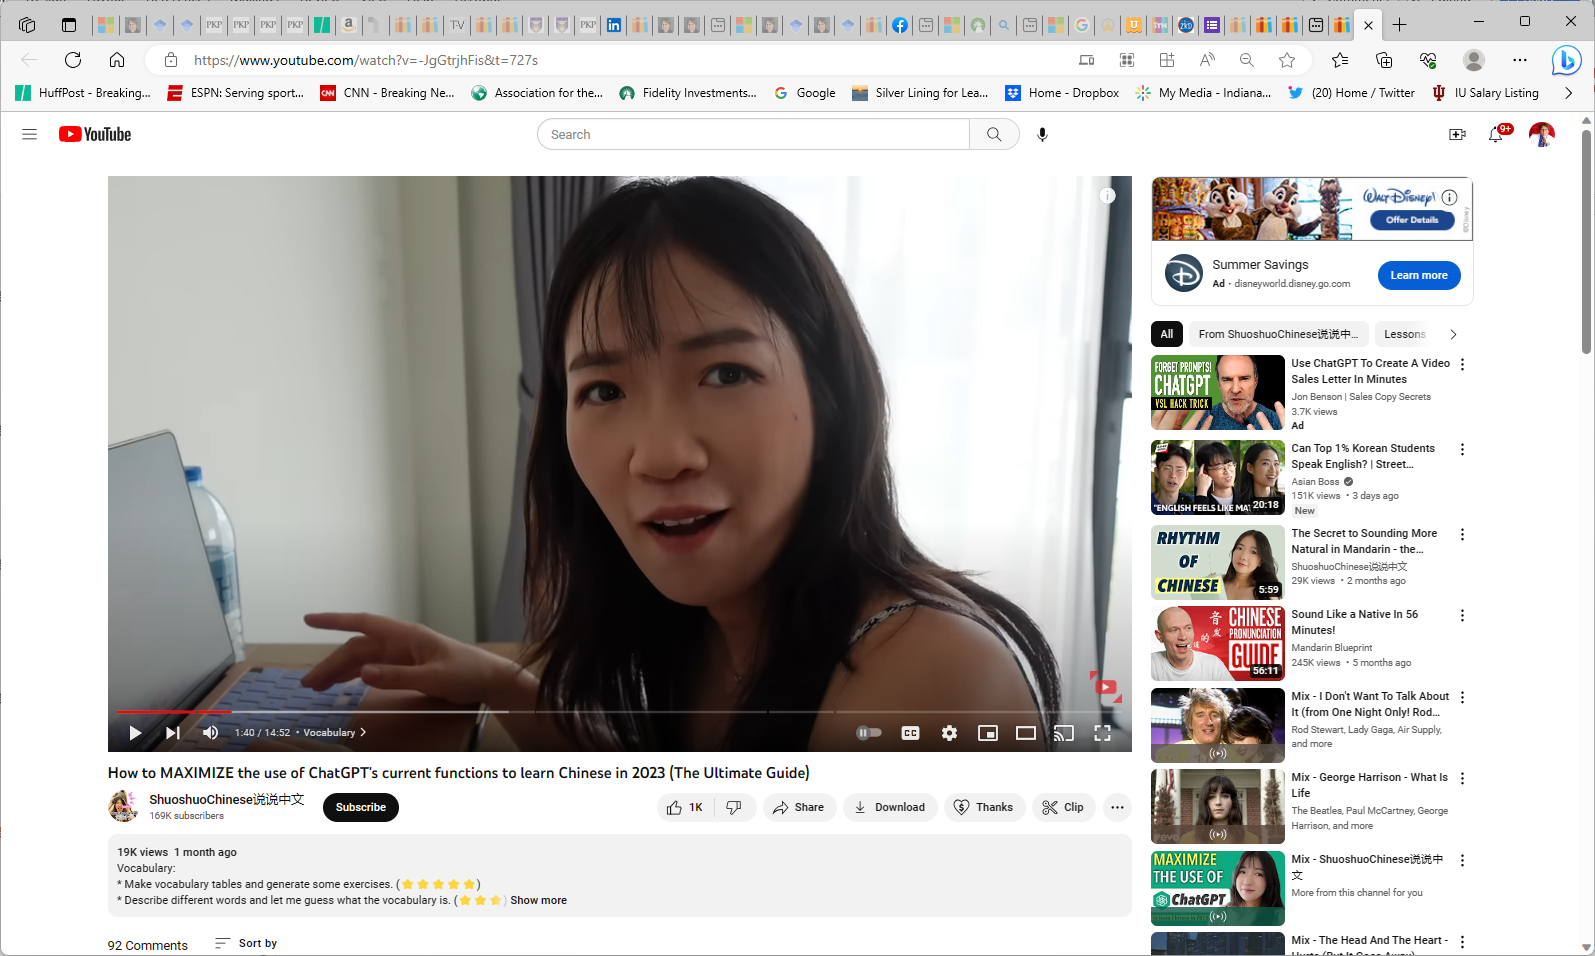 https://www.youtube.com/watch?v=-JgGtrjhFis&t=727s
HuffPost - Breaking...
ESPN: Serving sport...
CNN - Breaking Ne...
Association for the...
Fidelity Investments...
Google
Silver Lining for Lea...
Home - Dropbox
My Media - Indiana...
(20) Home / Twitter
IU Salary Listing
YouTube
Search
9+
WALT DISNEY
Offer Details
©Disney
Summer Savings
Ad · disneyworld.disney.go.com
Learn more
All
From ShuoshuoChinese说说中...
Lessons
FORGET PROMPTS!
CHATGPT
VSL HACK TRICK
Use ChatGPT To Create A Video
Sales Letter In Minutes
Jon Benson | Sales Copy Secrets
3.7K views
Ad
"ENGLISH FEELS LIKE MAT
20:18
Can Top 1% Korean Students
Speak English? | Street...
Asian Boss
151K views • 3 days ago
New
RHYTHM
OF
CHINESE
5:59
The Secret to Sounding More
Natural in Mandarin - the...
ShuoshuoChinese说说中文
29K views • 2 months ago
音
发
的
CHINESE
PRONUNCIATION
GUIDE
56:11
Sound Like a Native In 56
Minutes!
Mandarin Blueprint
245K views • 5 months ago
Mix - I Don't Want To Talk About
It (from One Night Only! Rod...
Rod Stewart, Lady Gaga, Air Supply,
and more
Mix - George Harrison - What Is
Life
The Beatles, Paul McCartney, George
Harrison, and more
MAXIMIZE
THE USE OF
ChatGPT
Mix - ShuoshuoChinese说说中
文
More from this channel for you
Mix - The Head And The Heart -
1:40 / 14:52 • Vocabulary
CC
How to MAXIMIZE the use of ChatGPT's current functions to learn Chinese in 2023 (The Ultimate Guide)
ShuoshuoChinese说说中文
169K subscribers
Subscribe
1K
Share
Download
Thanks
Clip
19K views 1 month ago
Vocabulary:
* Make vocabulary tables and generate some exercises. (⭐⭐⭐⭐⭐)
* Describe different words and let me guess what the vocabulary is. (⭐⭐⭐) Show more
92 Comments
Sort by